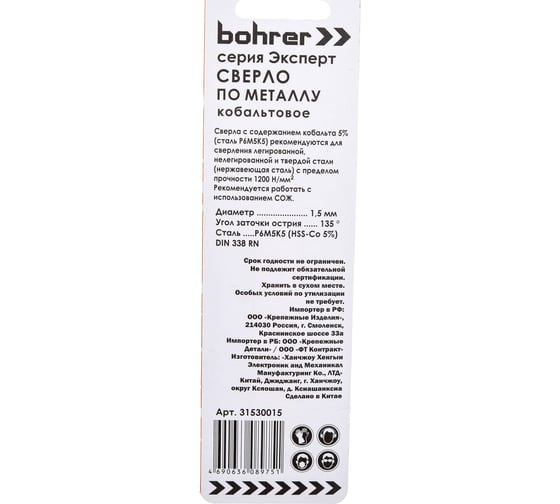 bohrer
серия Эксперт
СВЕРЛО
ПО МЕТАЛЛУ
кобальтовое
Сверла с содержанием кобальта 5%
(сталь Р6М5К5) рекомендуются для
сверления легированной,
нелегированной и твердой стали
(нержавеющая сталь) с пределом
прочности 1200 Н/мм²
Рекомендуется работать с
использованием СОЖ.
Диаметр ...................... 1,5 мм
Угол заточки острия ...... 135 °
Сталь .....Р6М5К5 (HSS-Co 5%)
DIN 338 RN
Срок годности не ограничен.
Не подлежит обязательной
сертификации.
Хранить в сухом месте.
Особых условий по утилизации
не требует.
Импортер в РФ:
ООО «Крепежные Изделия»,
214030 Россия, г. Смоленск,
Краснинское шоссе 33а
Импортер в РБ: ООО «Крепежные
Детали» / ООО «ФТ Контракт»
Изготовитель: «Ханчжоу Хенгыи
Электроник анд Механикал
Мануфактуринг Ко., ЛТД»
Китай, Джиданг, г. Ханчжоу,
округ Кспошан, д. Ксиашанксиа
Сделано в Китае
Арт. 31530015
4 690636 089751